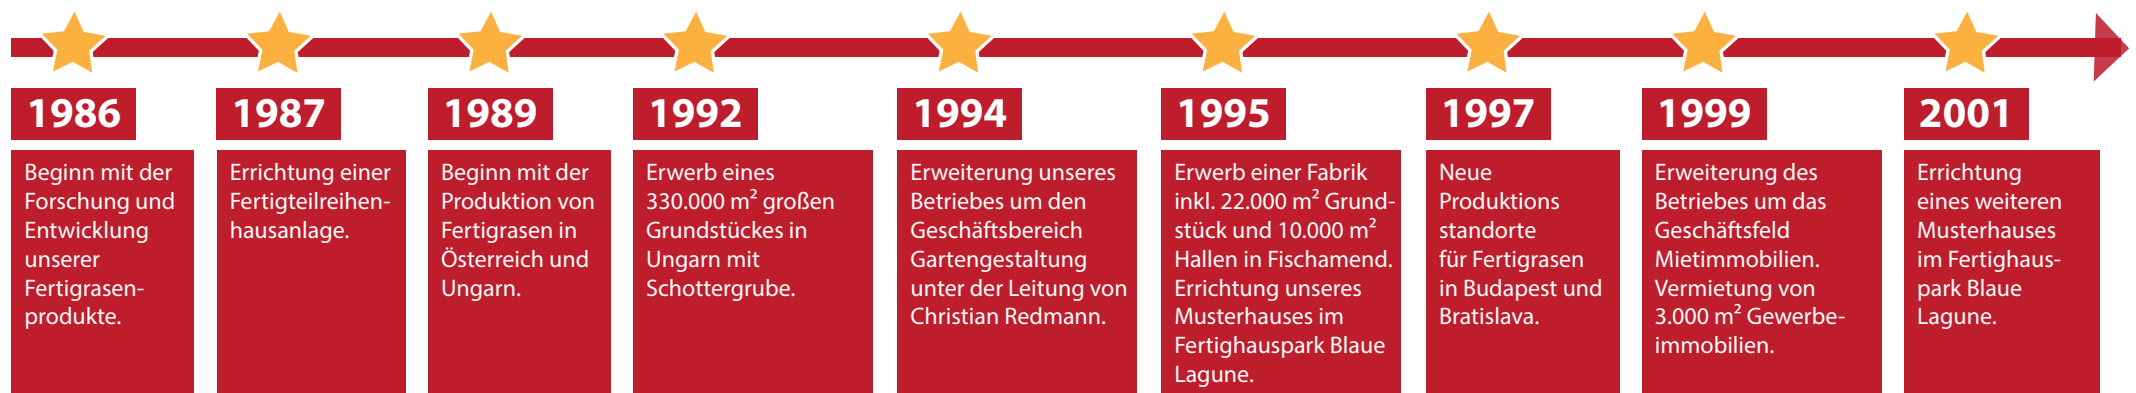 1986
Beginn mit der
Forschung und
Entwicklung
unserer
Fertigrasen-
produkte.
1987
Errichtung einer
Fertigteilreihen-
hausanlage.
1989
Beginn mit der
Produktion von
Fertigrasen in
Österreich und
Ungarn.
1992
Erwerb eines
330.000 m² großen
Grundstückes in
Ungarn mit
Schottergrube.
1994
Erweiterung unseres
Betriebes um den
Geschäftsbereich
Gartengestaltung
unter der Leitung von
Christian Redmann.
1995
Erwerb einer Fabrik
inkl. 22.000 m² Grund-
stück und 10.000 m²
Hallen in Fischamend.
Errichtung unseres
Musterhauses im
Fertighauspark Blaue
Lagune.
1997
Neue
Produktions
standorte
für Fertigrasen
in Budapest und
Bratislava.
1999
Erweiterung des
Betriebes um das
Geschäftsfeld
Mietimmobilien.
Vermietung von
3.000 m² Gewerbe-
immobilien.
2001
Errichtung
eines weiteren
Musterhauses
im Fertighaus-
park Blaue
Lagune.